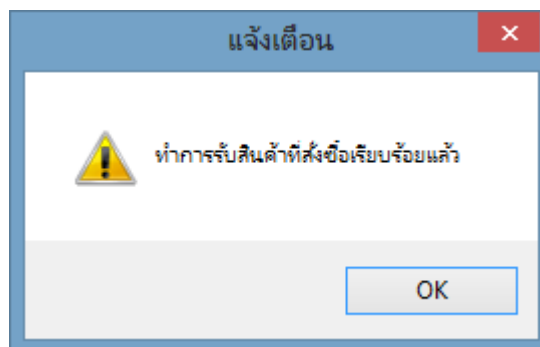 แจ้งเตือน
ทำการรับสินค้าที่สั่งซื้อเรียบร้อยแล้ว
OK